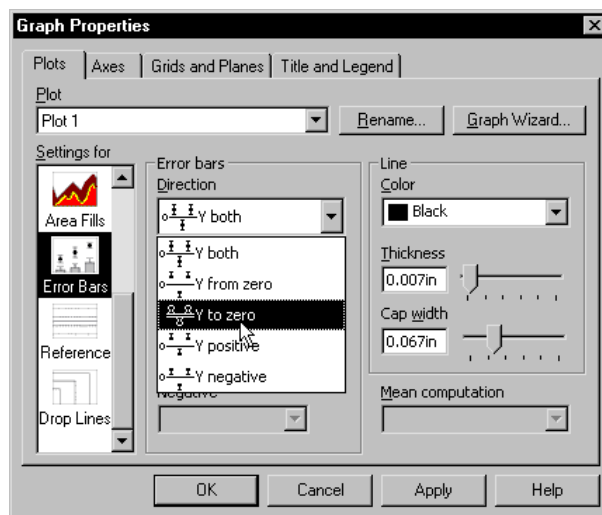 Graph Properties
Plots Axes Grids and Planes Title and Legend
Plot
Plot 1 Rename... Graph Wizard...
Settings for
Area Fills
Error Bars
Reference
Drop Lines
Error bars
Direction
Y both
Y both
Y from zero
Y to zero
Y positive
Y negative
Negative
Line
Color
Black
Thickness
0.007in
Cap width
0.067in
Mean computation
OK Cancel Apply Help